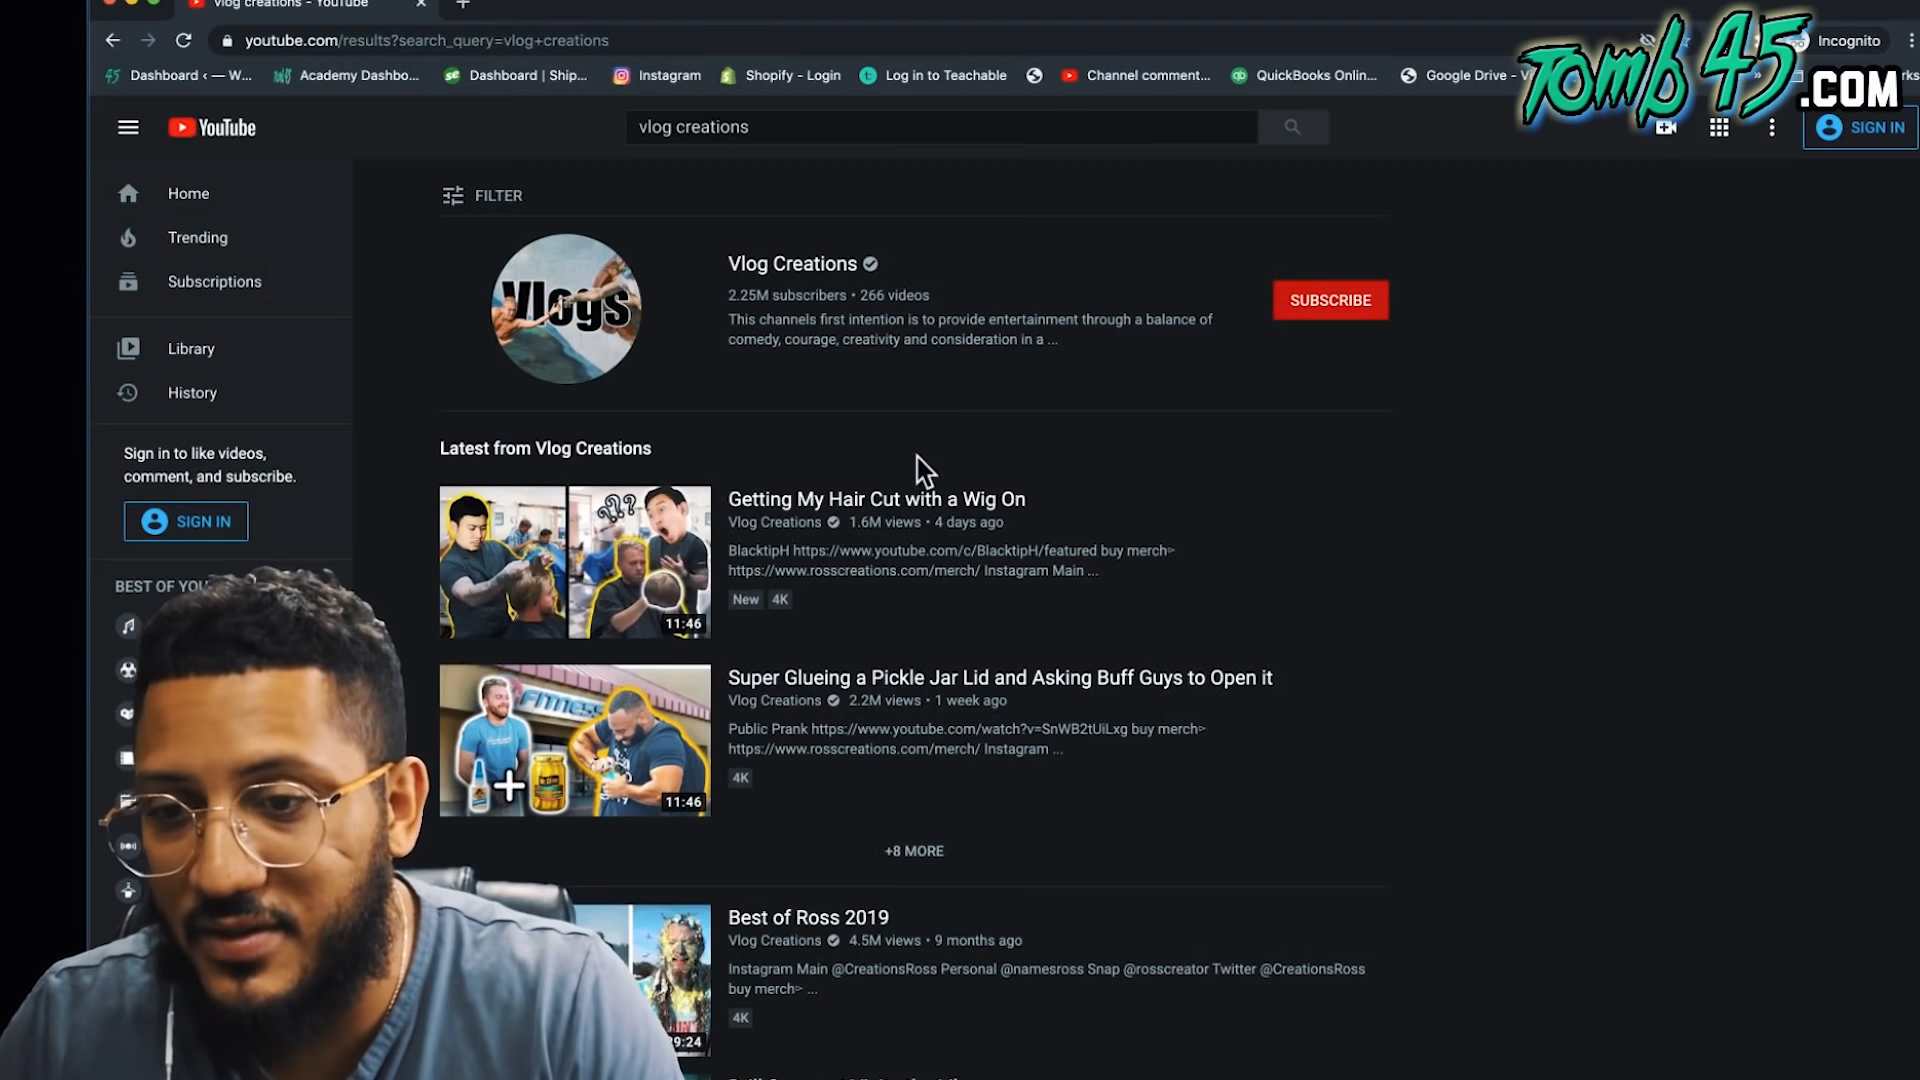 vlog creations - YouTube
youtube.com/results?search_query=vlog+creations
Incognito
Tomb 45 .COM
Dashboard ‹ — W...
Academy Dashbo...
Dashboard | Ship...
Instagram
Shopify - Login
Log in to Teachable
Channel comment...
QuickBooks Onlin...
Google Drive - V
YouTube
vlog creations
SIGN IN
Home
Trending
Subscriptions
Library
History
Sign in to like videos,
comment, and subscribe.
SIGN IN
BEST OF YOU
FILTER
Vlogs
Vlog Creations
2.25M subscribers • 266 videos
This channels first intention is to provide entertainment through a balance of
comedy, courage, creativity and consideration in a ...
SUBSCRIBE
Latest from Vlog Creations
???
11:46
Getting My Hair Cut with a Wig On
Vlog Creations 1.6M views • 4 days ago
BlacktipH https://www.youtube.com/c/BlacktipH/featured buy merch▻
https://www.rosscreations.com/merch/ Instagram Main ...
New 4K
FITNESS
+
11:46
Super Glueing a Pickle Jar Lid and Asking Buff Guys to Open it
Vlog Creations 2.2M views • 1 week ago
Public Prank https://www.youtube.com/watch?v=SnWB2tUiLxg buy merch▻
https://www.rosscreations.com/merch/ Instagram ...
4K
+8 MORE
Best of Ross 2019
Vlog Creations 4.5M views • 9 months ago
Instagram Main @CreationsRoss Personal @namesross Snap @rosscreator Twitter @CreationsRoss
buy merch▻ ...
4K
9:24